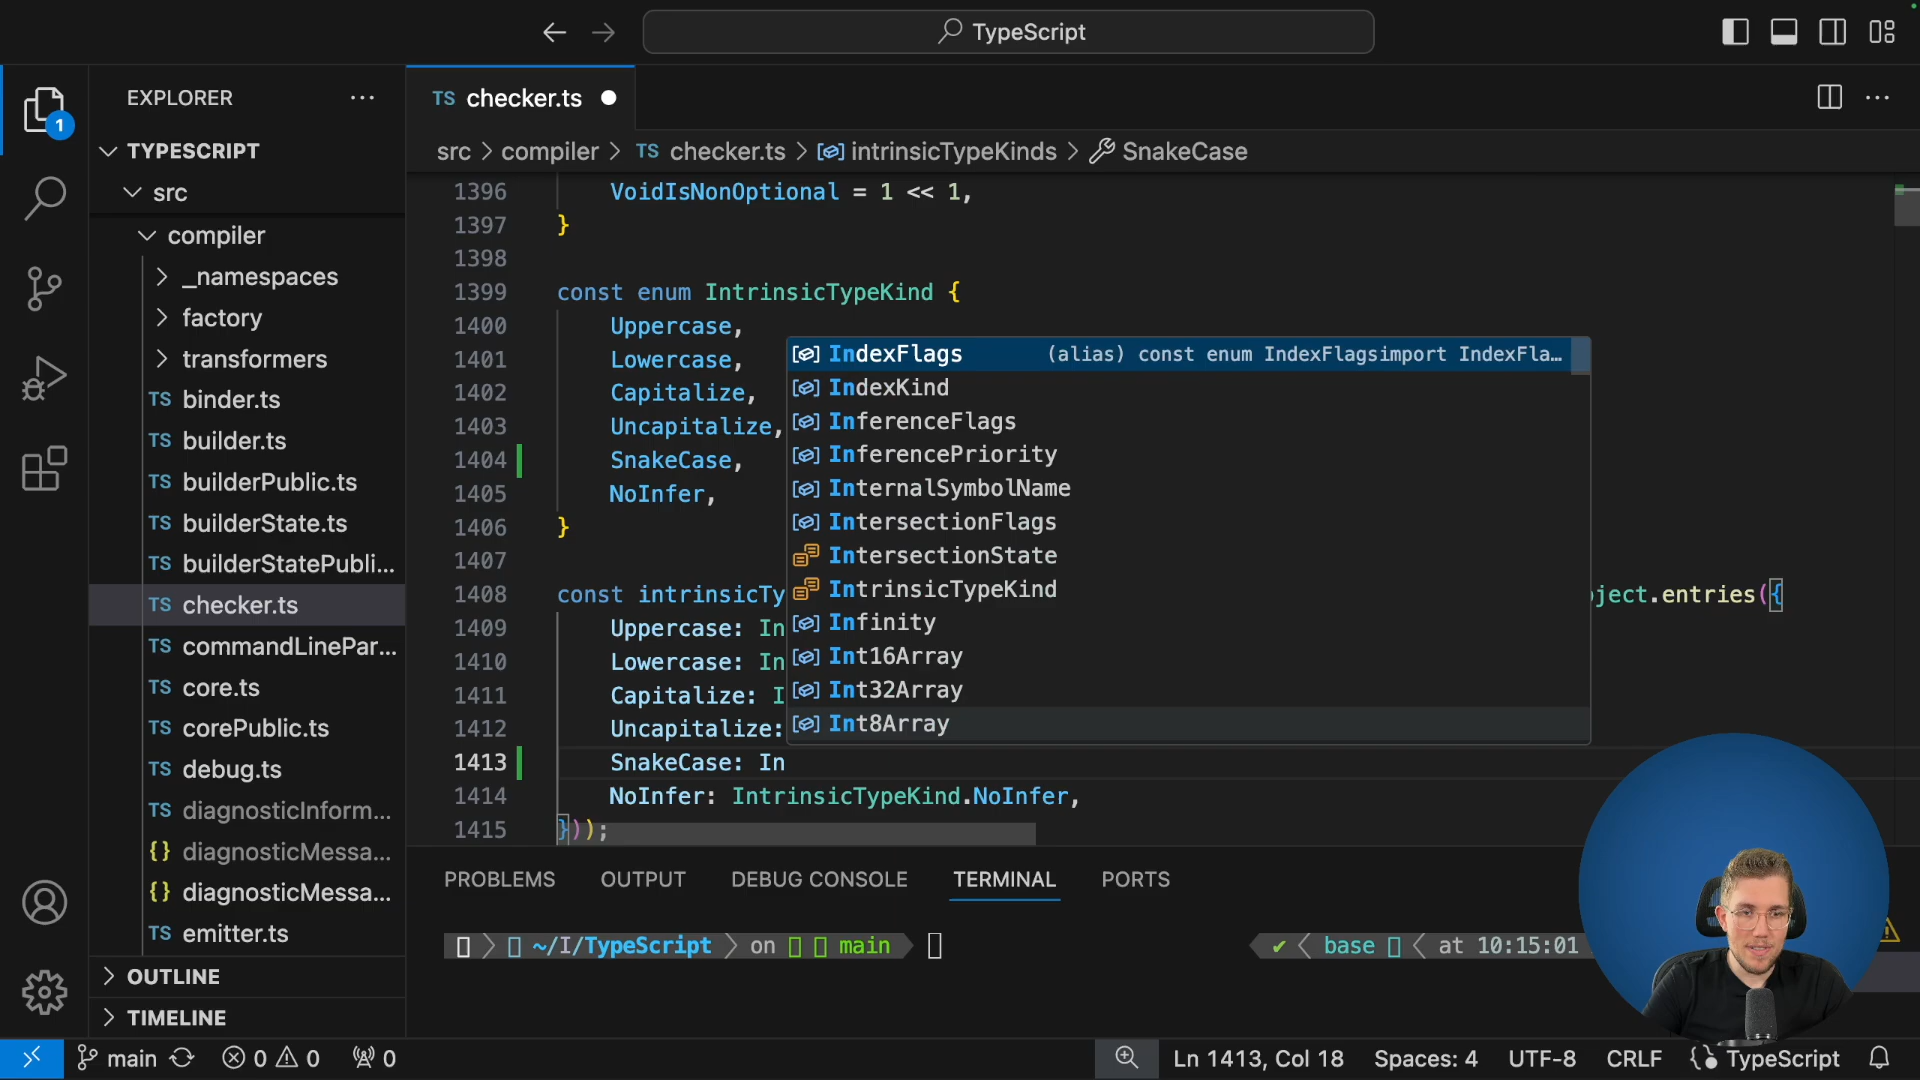 TypeScript
EXPLORER
TS checker.ts
1
TYPESCRIPT
src
src > compiler > TS checker.ts > intrinsicTypeKinds > SnakeCase
compiler
_namespaces
factory
transformers
TS binder.ts
TS builder.ts
TS builderPublic.ts
TS builderState.ts
TS builderStatePubli...
TS checker.ts
TS commandLinePar...
TS core.ts
TS corePublic.ts
TS debug.ts
TS diagnosticInform...
{} diagnosticMessa...
{} diagnosticMessa...
TS emitter.ts
OUTLINE
TIMELINE
1396 VoidIsNonOptional = 1 << 1,
1397 }
1398
1399 const enum IntrinsicTypeKind {
1400 Uppercase,
1401 Lowercase,
1402 Capitalize,
1403 Uncapitalize,
1404 SnakeCase,
1405 NoInfer,
1406 }
1407
1408 const intrinsicTy ject.entries({
1409 Uppercase: In
1410 Lowercase: In
1411 Capitalize: I
1412 Uncapitalize:
1413 SnakeCase: In
1414 NoInfer: IntrinsicTypeKind.NoInfer,
1415 }));
IndexFlags (alias) const enum IndexFlagsimport IndexFla...
IndexKind
InferenceFlags
InferencePriority
InternalSymbolName
IntersectionFlags
IntersectionState
IntrinsicTypeKind
Infinity
Int16Array
Int32Array
Int8Array
PROBLEMS OUTPUT DEBUG CONSOLE TERMINAL PORTS
~/I/TypeScript > on main
✔ < base < at 10:15:01
main 0 0 0
Ln 1413, Col 18 Spaces: 4 UTF-8 CRLF TypeScript